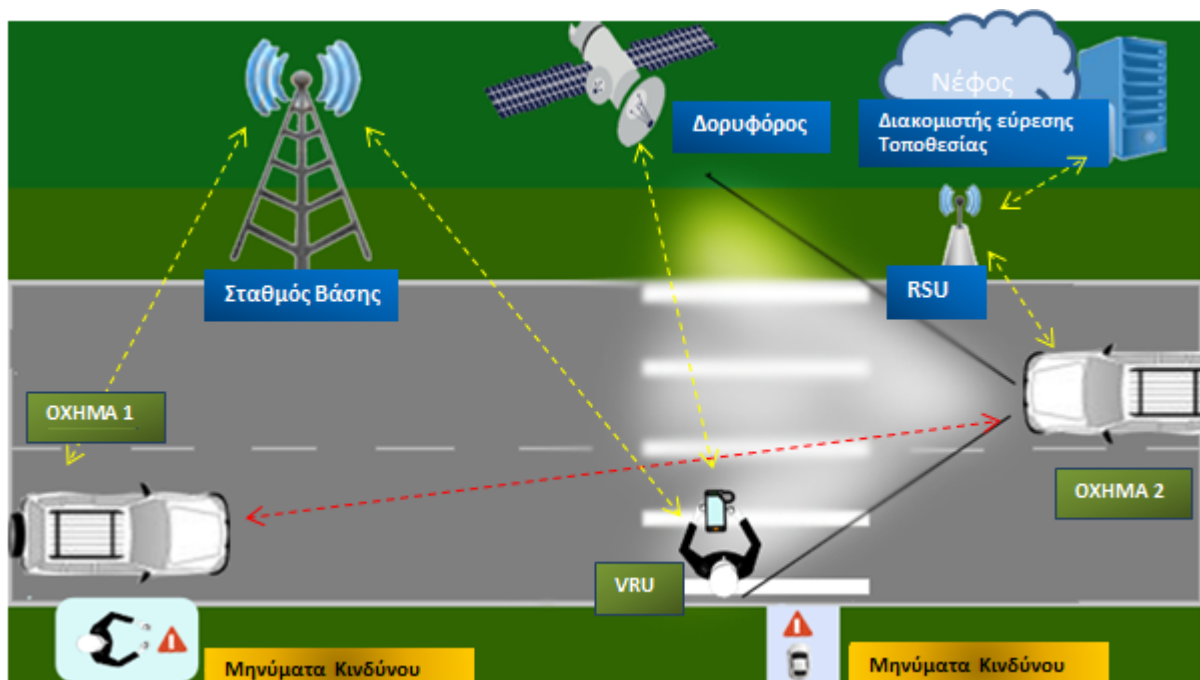 Νέφος
Δορυφόρος
Διακομιστής εύρεσης
Τοποθεσίας
Σταθμός Βάσης
RSU
ΟΧΗΜΑ 1
ΟΧΗΜΑ 2
VRU
Μηνύματα Κινδύνου
Μηνύματα Κινδύνου